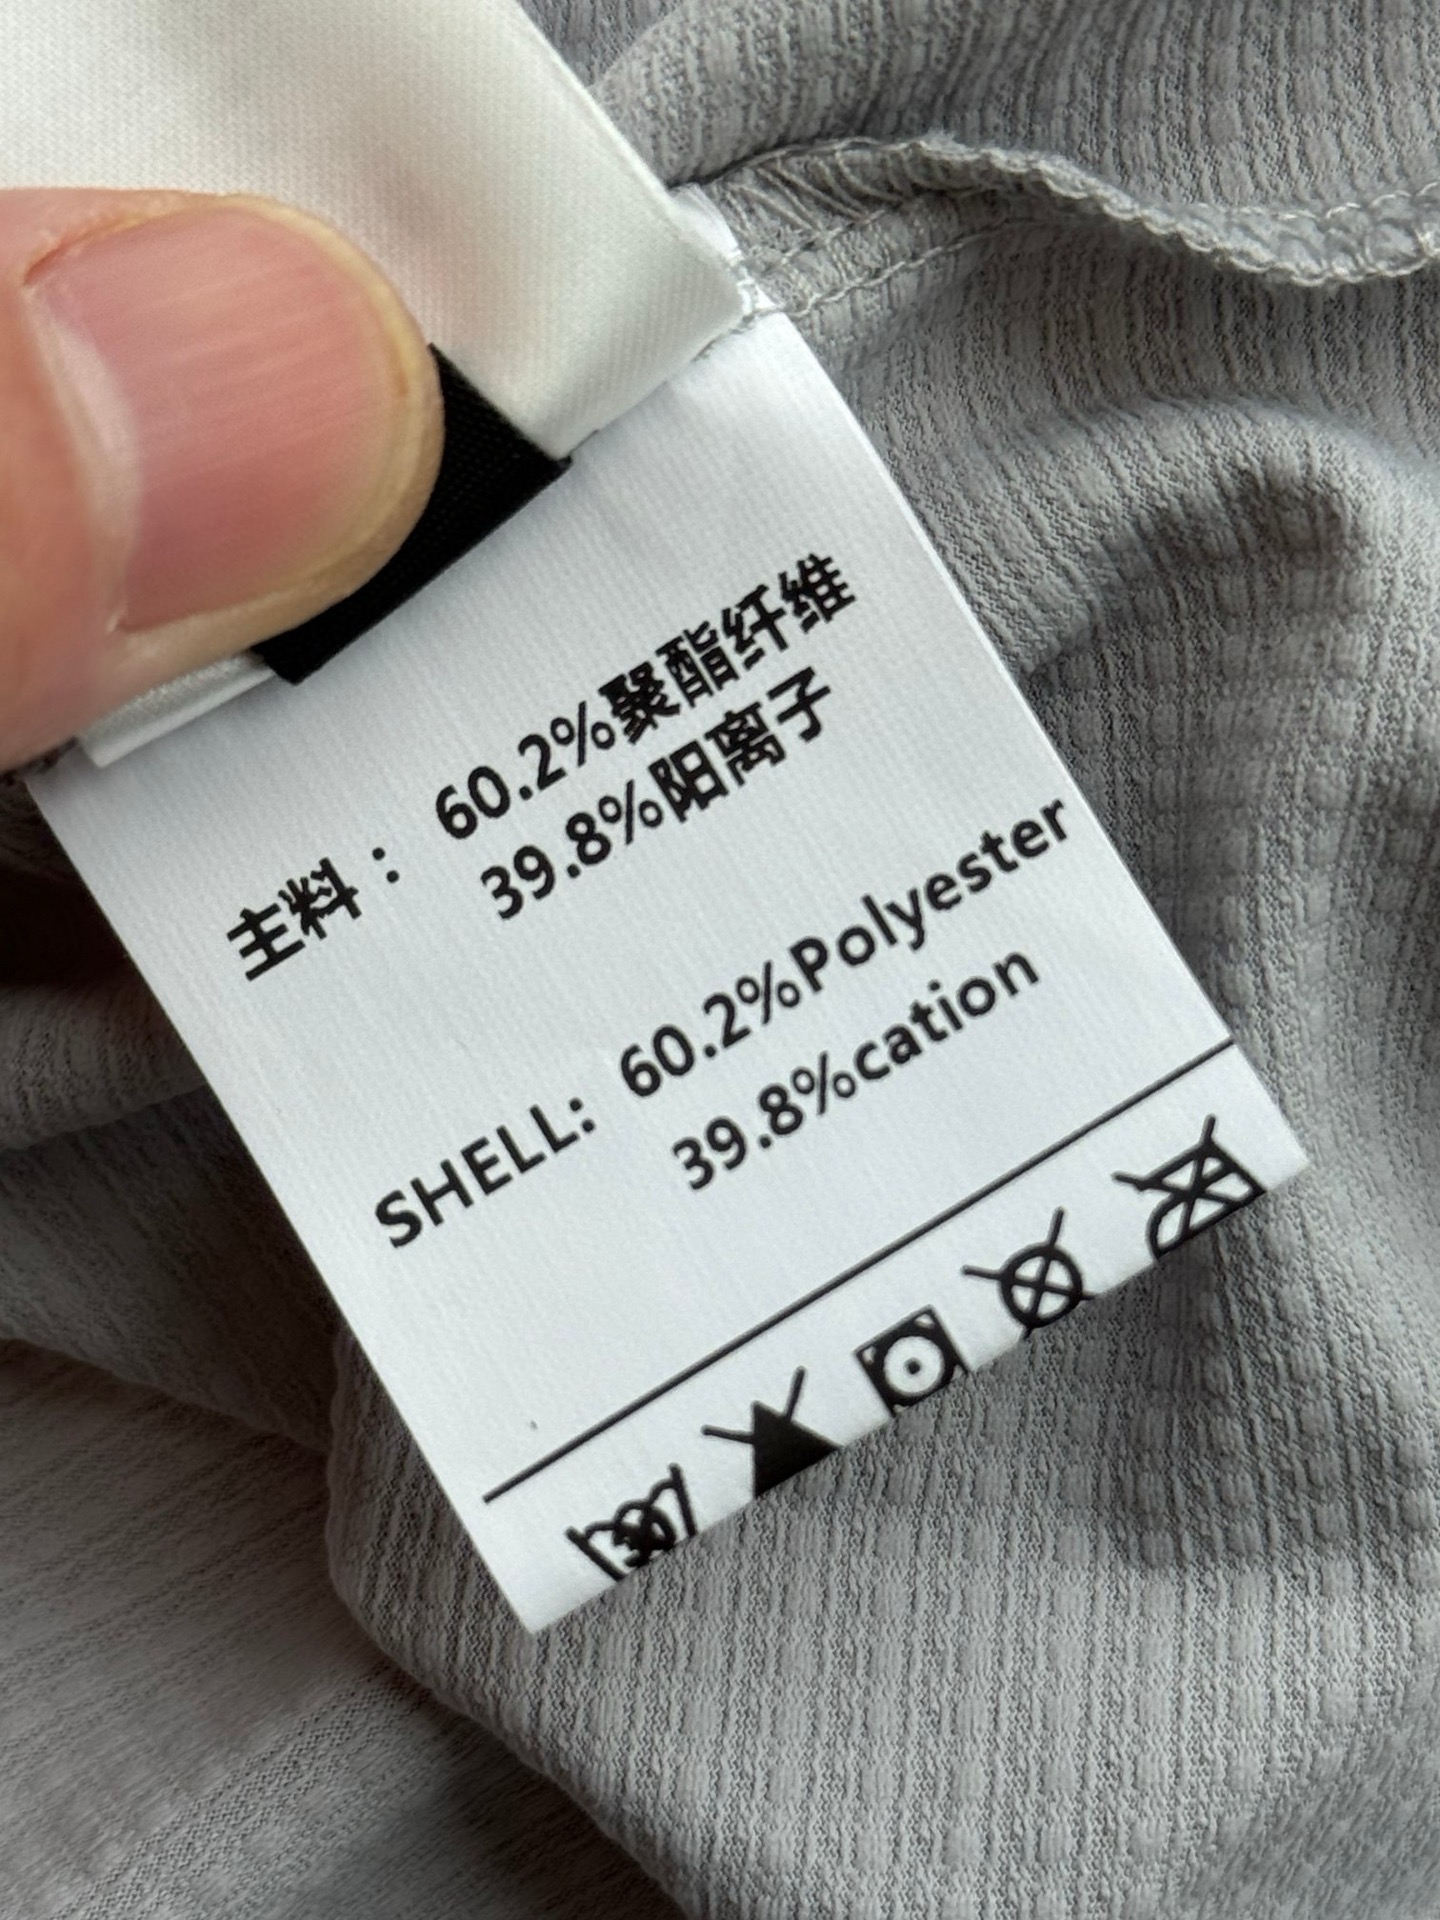 主料： 60.2%聚酯纤维
39.8%阳离子
SHELL: 60.2%Polyester
39.8%cation
30